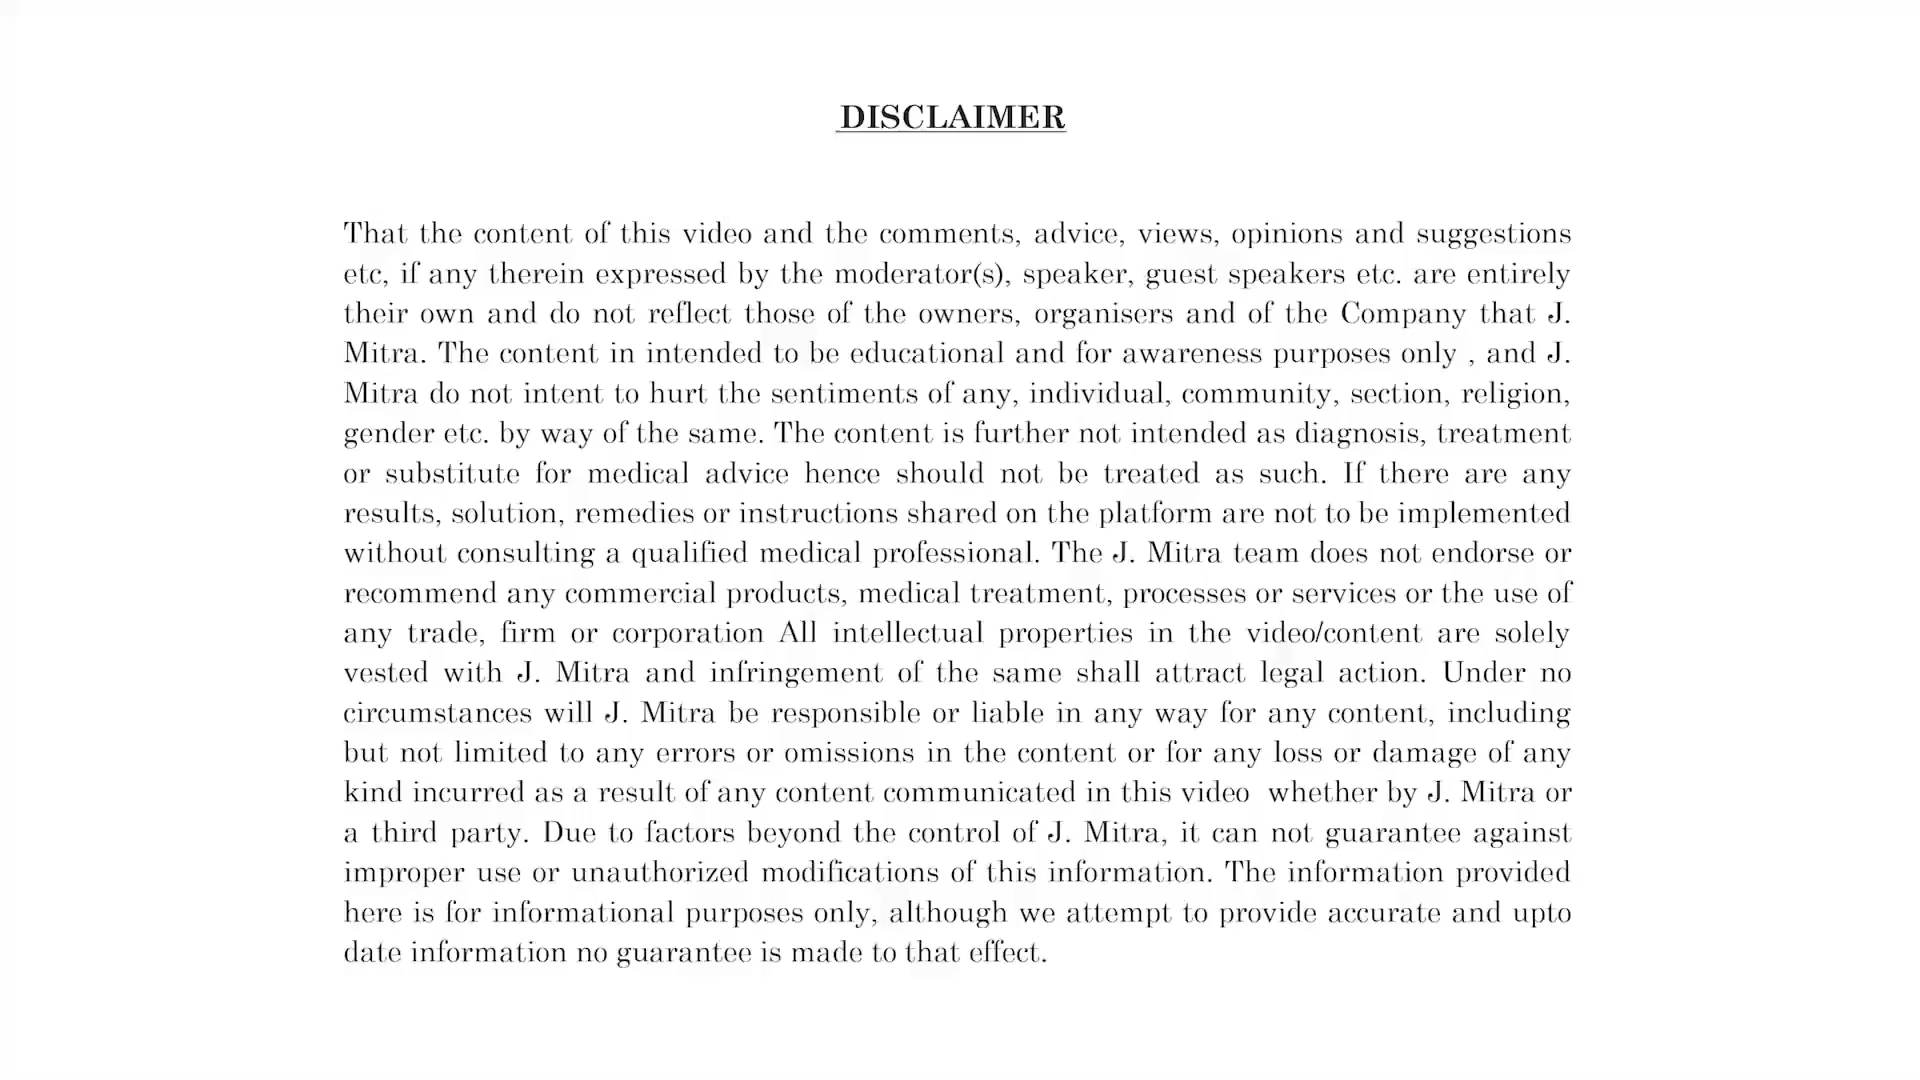 DISCLAIMER
That the content of this video and the comments, advice, views, opinions and suggestions
etc, if any therein expressed by the moderator(s), speaker, guest speakers etc. are entirely
their own and do not reflect those of the owners, organisers and of the Company that J.
Mitra. The content in intended to be educational and for awareness purposes only , and J.
Mitra do not intent to hurt the sentiments of any, individual, community, section, religion,
gender etc. by way of the same. The content is further not intended as diagnosis, treatment
or substitute for medical advice hence should not be treated as such. If there are any
results, solution, remedies or instructions shared on the platform are not to be implemented
without consulting a qualified medical professional. The J. Mitra team does not endorse or
recommend any commercial products, medical treatment, processes or services or the use of
any trade, firm or corporation All intellectual properties in the video/content are solely
vested with J. Mitra and infringement of the same shall attract legal action. Under no
circumstances will J. Mitra be responsible or liable in any way for any content, including
but not limited to any errors or omissions in the content or for any loss or damage of any
kind incurred as a result of any content communicated in this video  whether by J. Mitra or
a third party. Due to factors beyond the control of J. Mitra, it can not guarantee against
improper use or unauthorized modifications of this information. The information provided
here is for informational purposes only, although we attempt to provide accurate and upto
date information no guarantee is made to that effect.